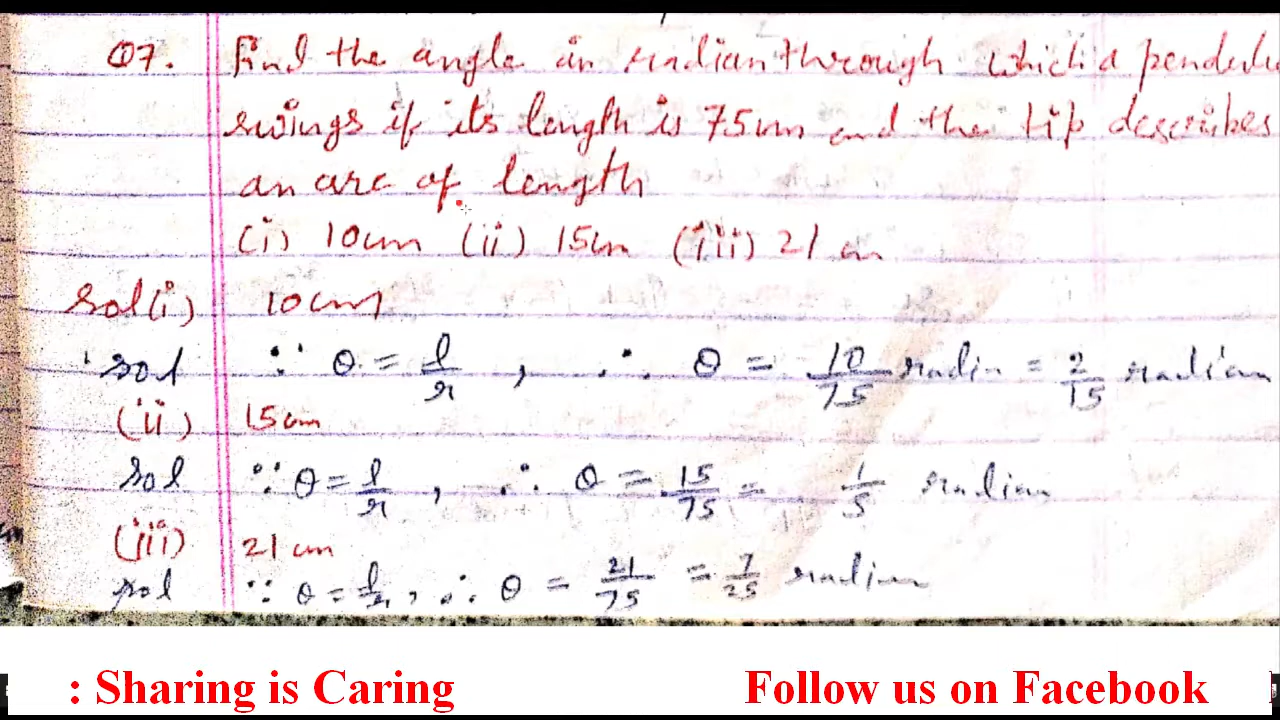 Q7. Find the angle in radian through which a pendulu
swings if its length is 75cm and the tip describes
an arc of length
(i) 10cm (ii) 15cm (iii) 21 cm
sol(i) 10cm
sol ∵ θ = l/r , ∴ θ = 10/75 radin = 2/15 radian
(ii) 15cm
sol ∵ θ = l/r , ∴ θ = 15/75 = 1/5 radian
(iii) 21 cm
sol ∵ θ = l/r , ∴ θ = 21/75 = 7/25 radian
: Sharing is Caring Follow us on Facebook